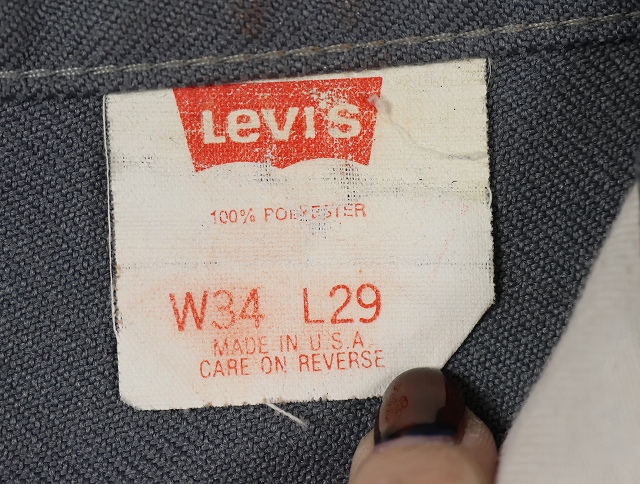 Levi's
100% POLYESTER
W34 L29
MADE IN U.S.A.
CARE ON REVERSE